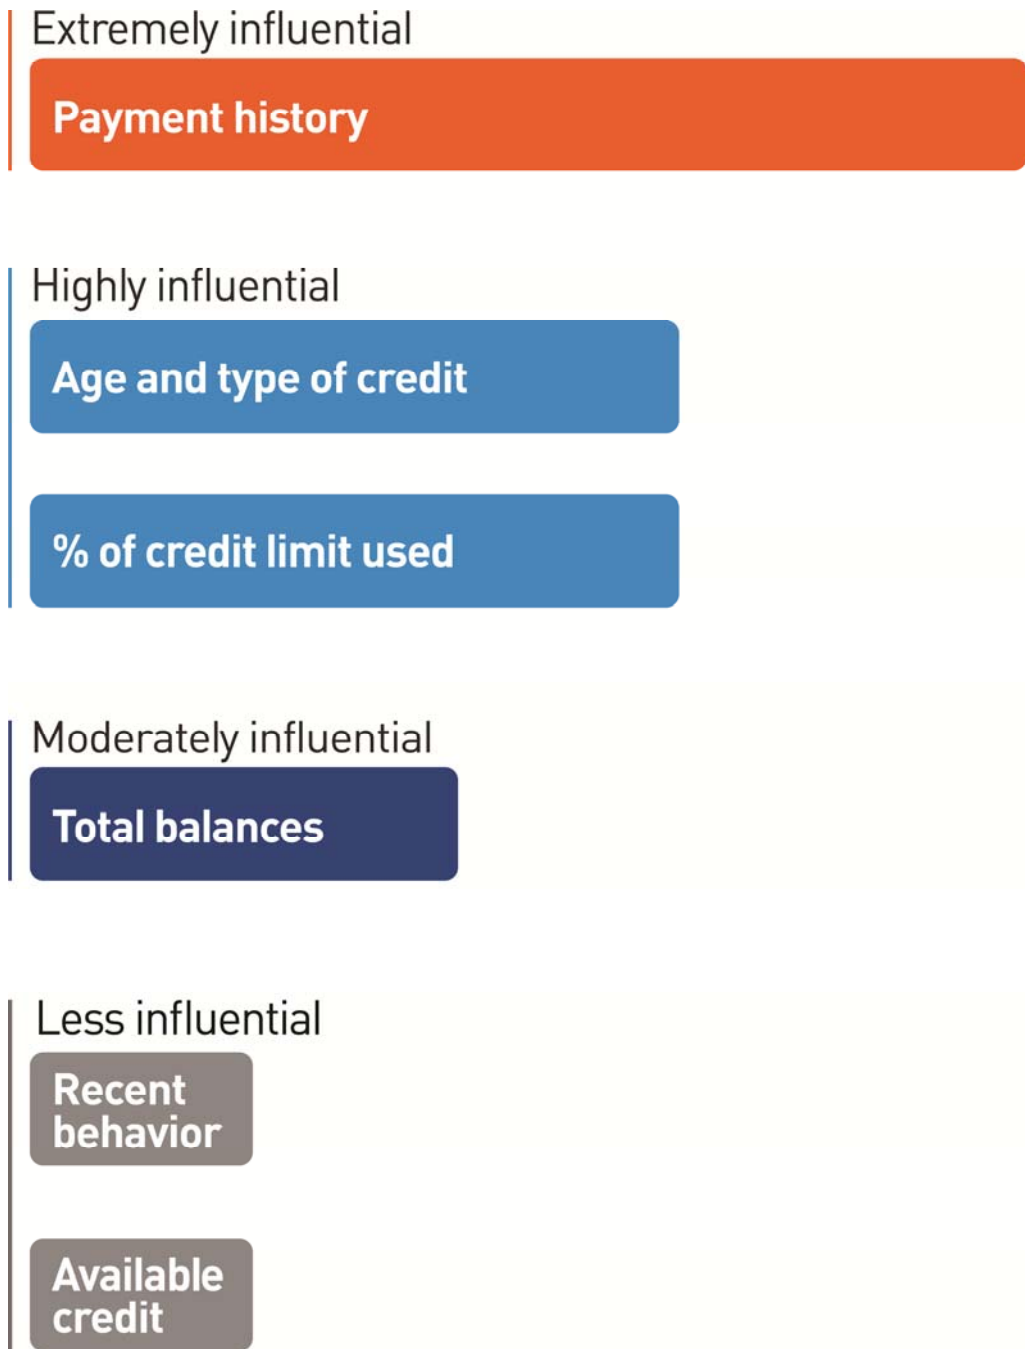 Extremely influential
Payment history
Highly influential
Age and type of credit
% of credit limit used
Moderately influential
Total balances
Less influential
Recent
behavior
Available
credit